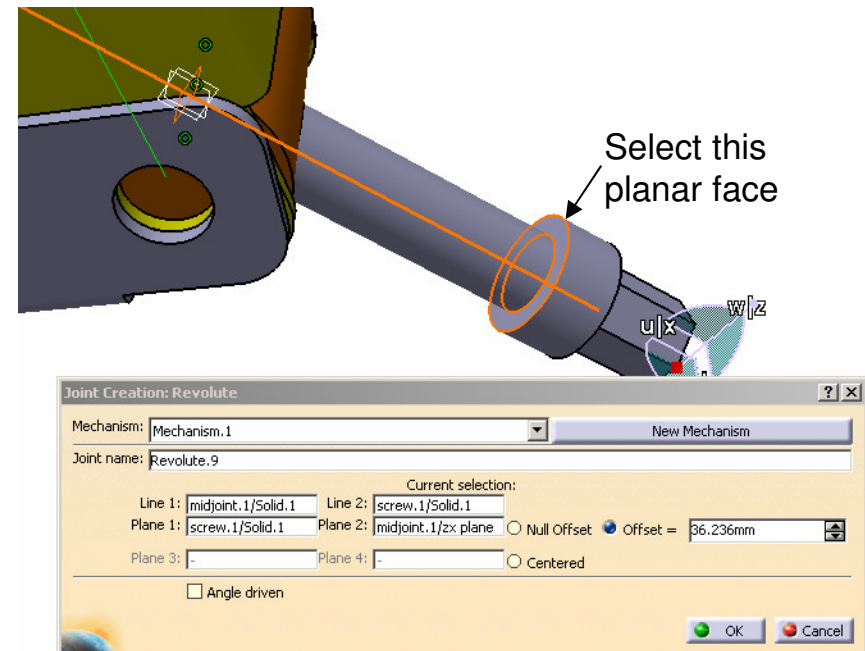 Select this
planar face
w|z
u|x
Joint Creation: Revolute ? X
Mechanism: Mechanism.1 New Mechanism
Joint name: Revolute.9
Current selection:
Line 1: midjoint.1/Solid.1 Line 2: screw.1/Solid.1
Plane 1: screw.1/Solid.1 Plane 2: midjoint.1/zx plane Null Offset Offset = 36.236mm
Plane 3: - Plane 4: - Centered
Angle driven
OK Cancel